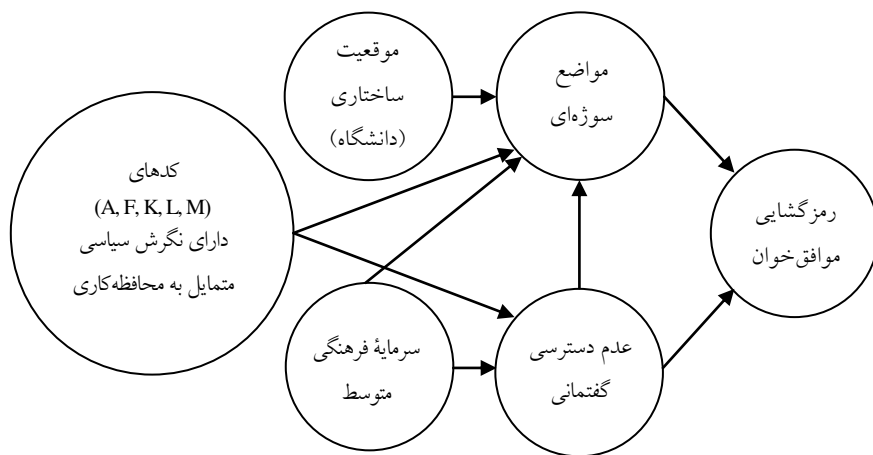 موقعیت
ساختاری
(دانشگاه)
مواضع
سوژه‌ای
کدهای
(A, F, K, L, M)
دارای نگرش سیاسی
متمایل به محافظه‌کاری
رمزگشایی
موافق‌خوان
سرمایهٔ فرهنگی
متوسط
عدم دسترسی
گفتمانی